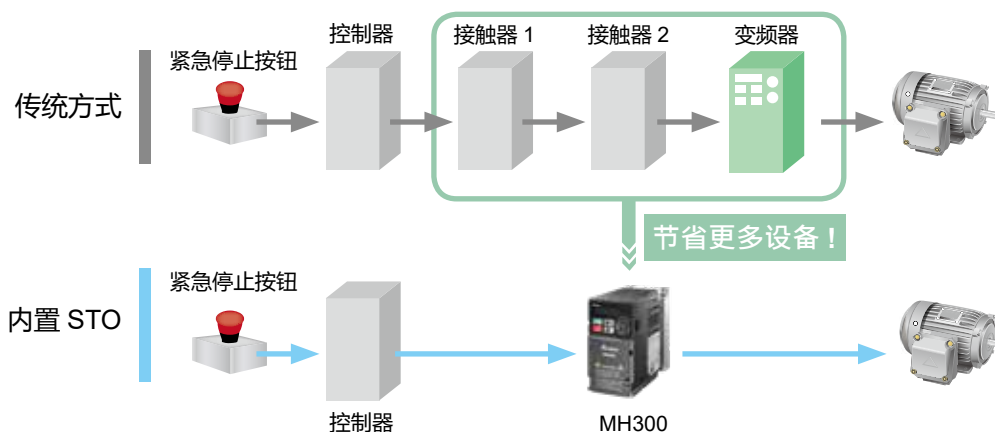 控制器
接触器 1
接触器 2
变频器
紧急停止按钮
传统方式
节省更多设备！
紧急停止按钮
内置 STO
控制器
MH300